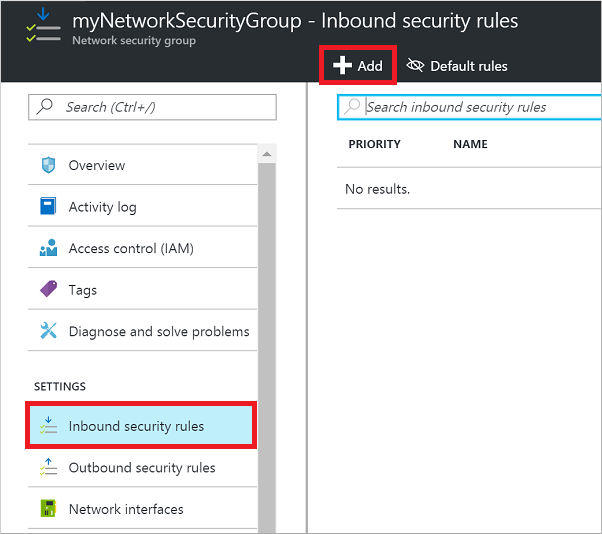 myNetworkSecurityGroup - Inbound security rules
Network security group
Add
Default rules
Search (Ctrl+/)
Search inbound security rules
PRIORITY NAME
No results.
Overview
Activity log
Access control (IAM)
Tags
Diagnose and solve problems
SETTINGS
Inbound security rules
Outbound security rules
Network interfaces